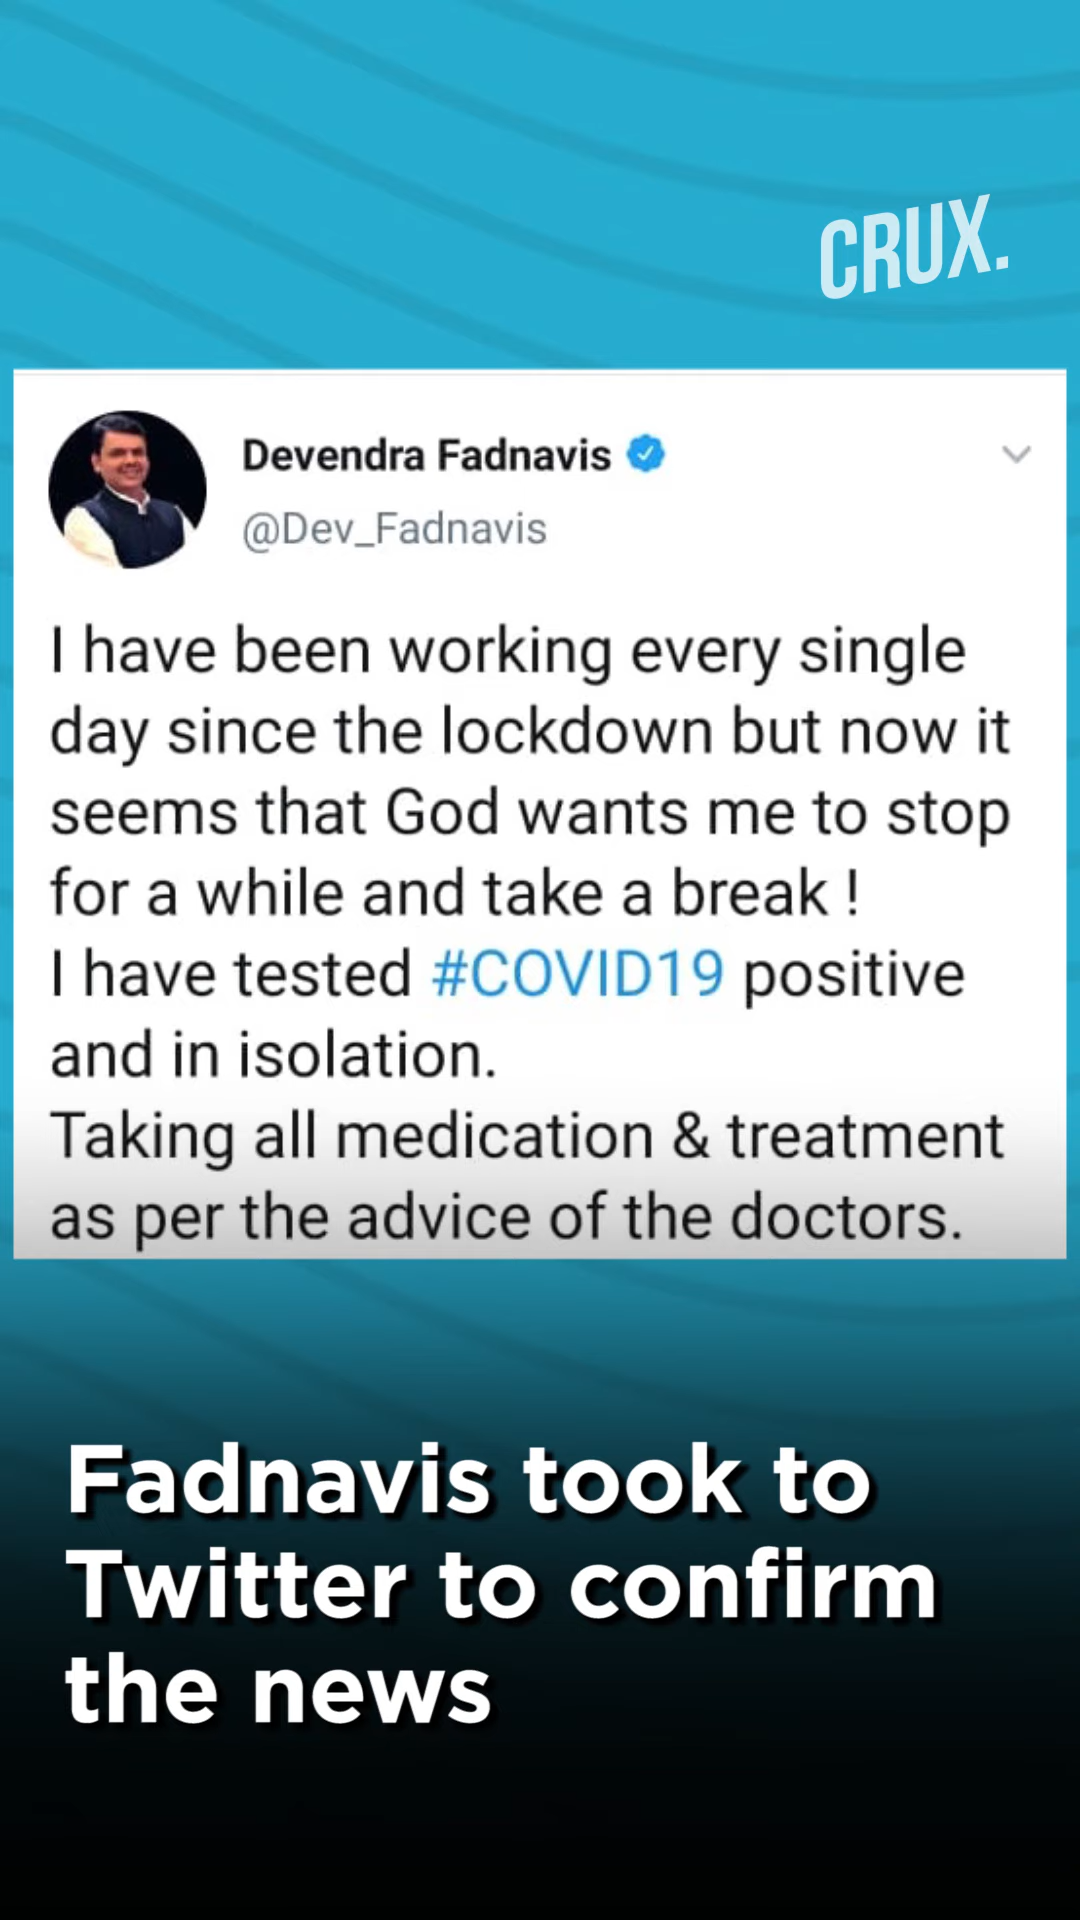 CRUX.
Devendra Fadnavis
@Dev_Fadnavis
I have been working every single
day since the lockdown but now it
seems that God wants me to stop
for a while and take a break !
I have tested #COVID19 positive
and in isolation.
Taking all medication & treatment
as per the advice of the doctors.
Fadnavis took to
Twitter to confirm
the news